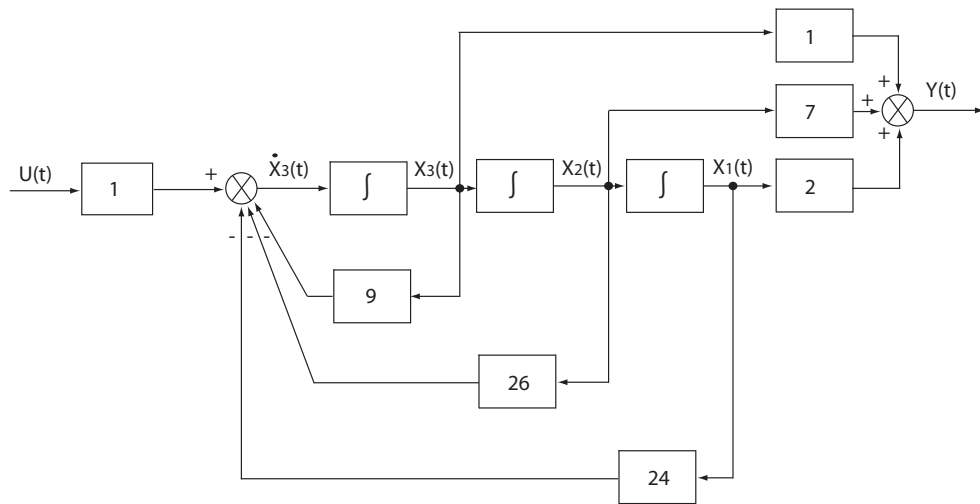 1
+
7
+
+
Y(t)
U(t)
1
+
Ẋ3(t)
∫
X3(t)
∫
X2(t)
∫
X1(t)
2
- - -
9
26
24